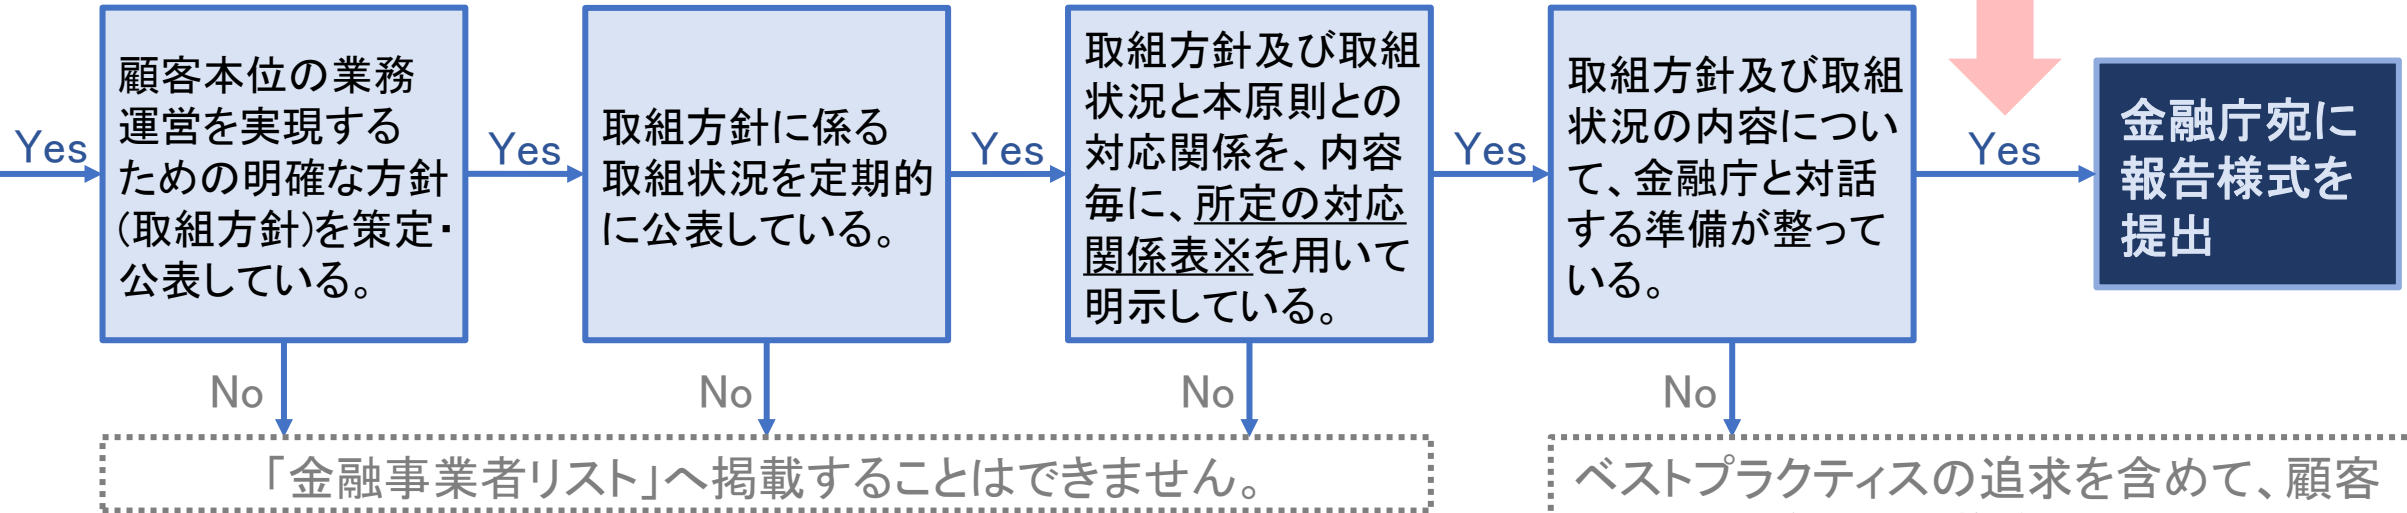 Yes
顧客本位の業務
運営を実現する
ための明確な方針
(取組方針)を策定・
公表している。
Yes
取組方針に係る
取組状況を定期的
に公表している。
Yes
取組方針及び取組
状況と本原則との
対応関係を、内容
毎に、所定の対応
関係表※を用いて
明示している。
Yes
取組方針及び取組
状況の内容につい
て、金融庁と対話
する準備が整って
いる。
Yes
金融庁宛に
報告様式を
提出
No
No
No
No
「金融事業者リスト」へ掲載することはできません。
ベストプラクティスの追求を含めて、顧客